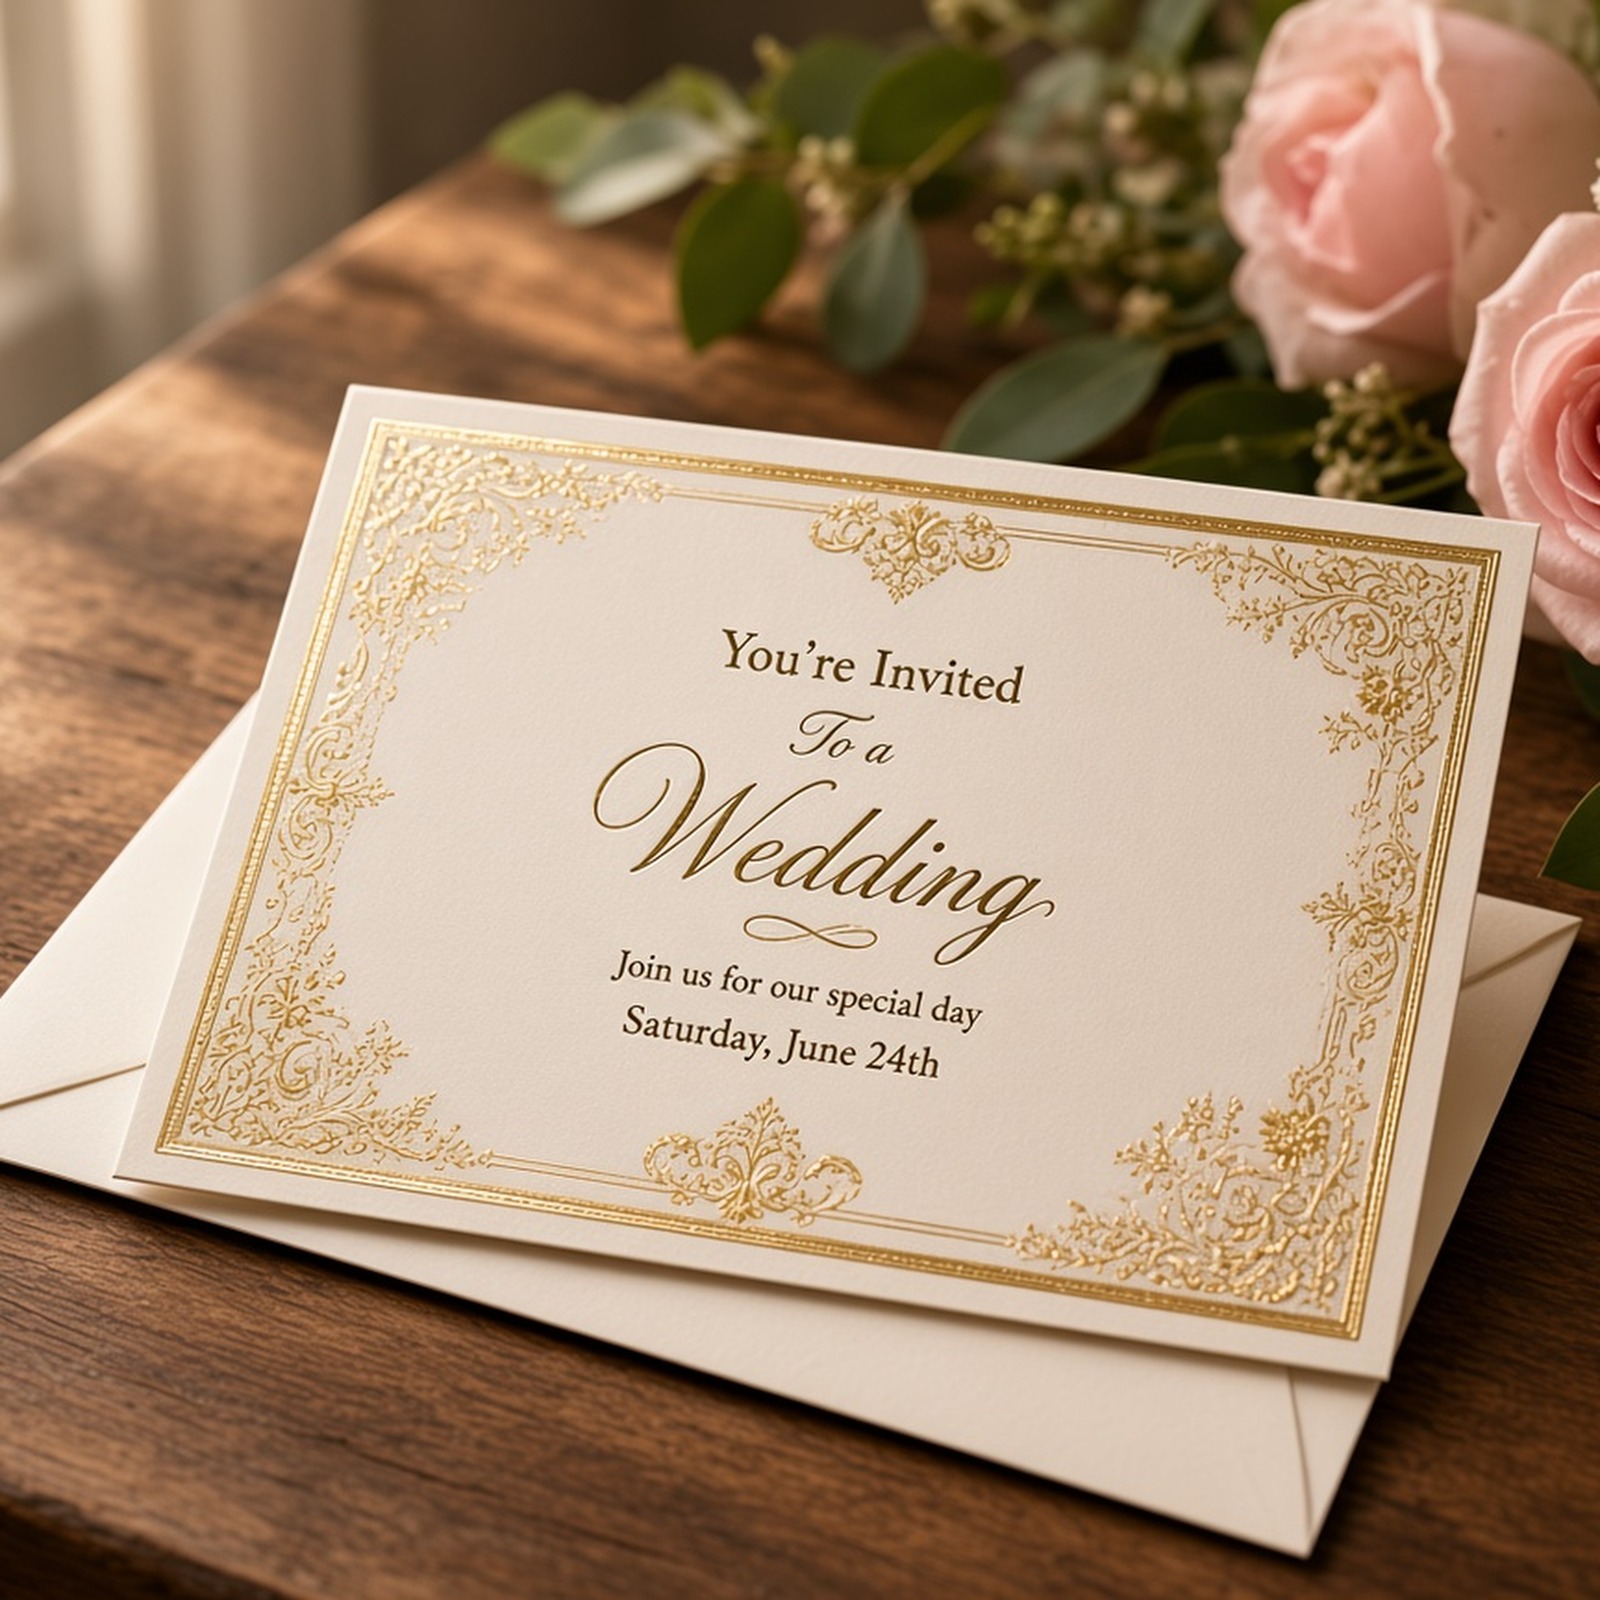 You're Invited
To a
Wedding
Join us for our special day
Saturday, June 24th